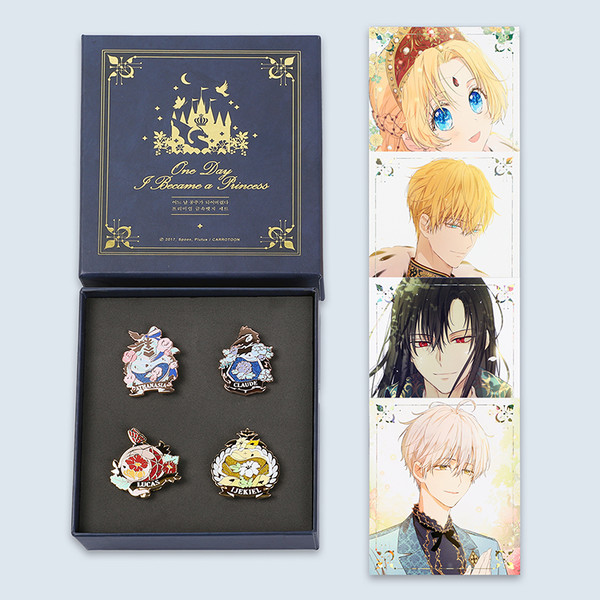 One Day
I Became a Princess
어느 날 공주가 되어버렸다
프리미엄 금속뱃지 세트
© 2017. Spoon, Plutus / CARROTOON
ATHANASIA
CLAUDE
LUCAS
IJEKIEL